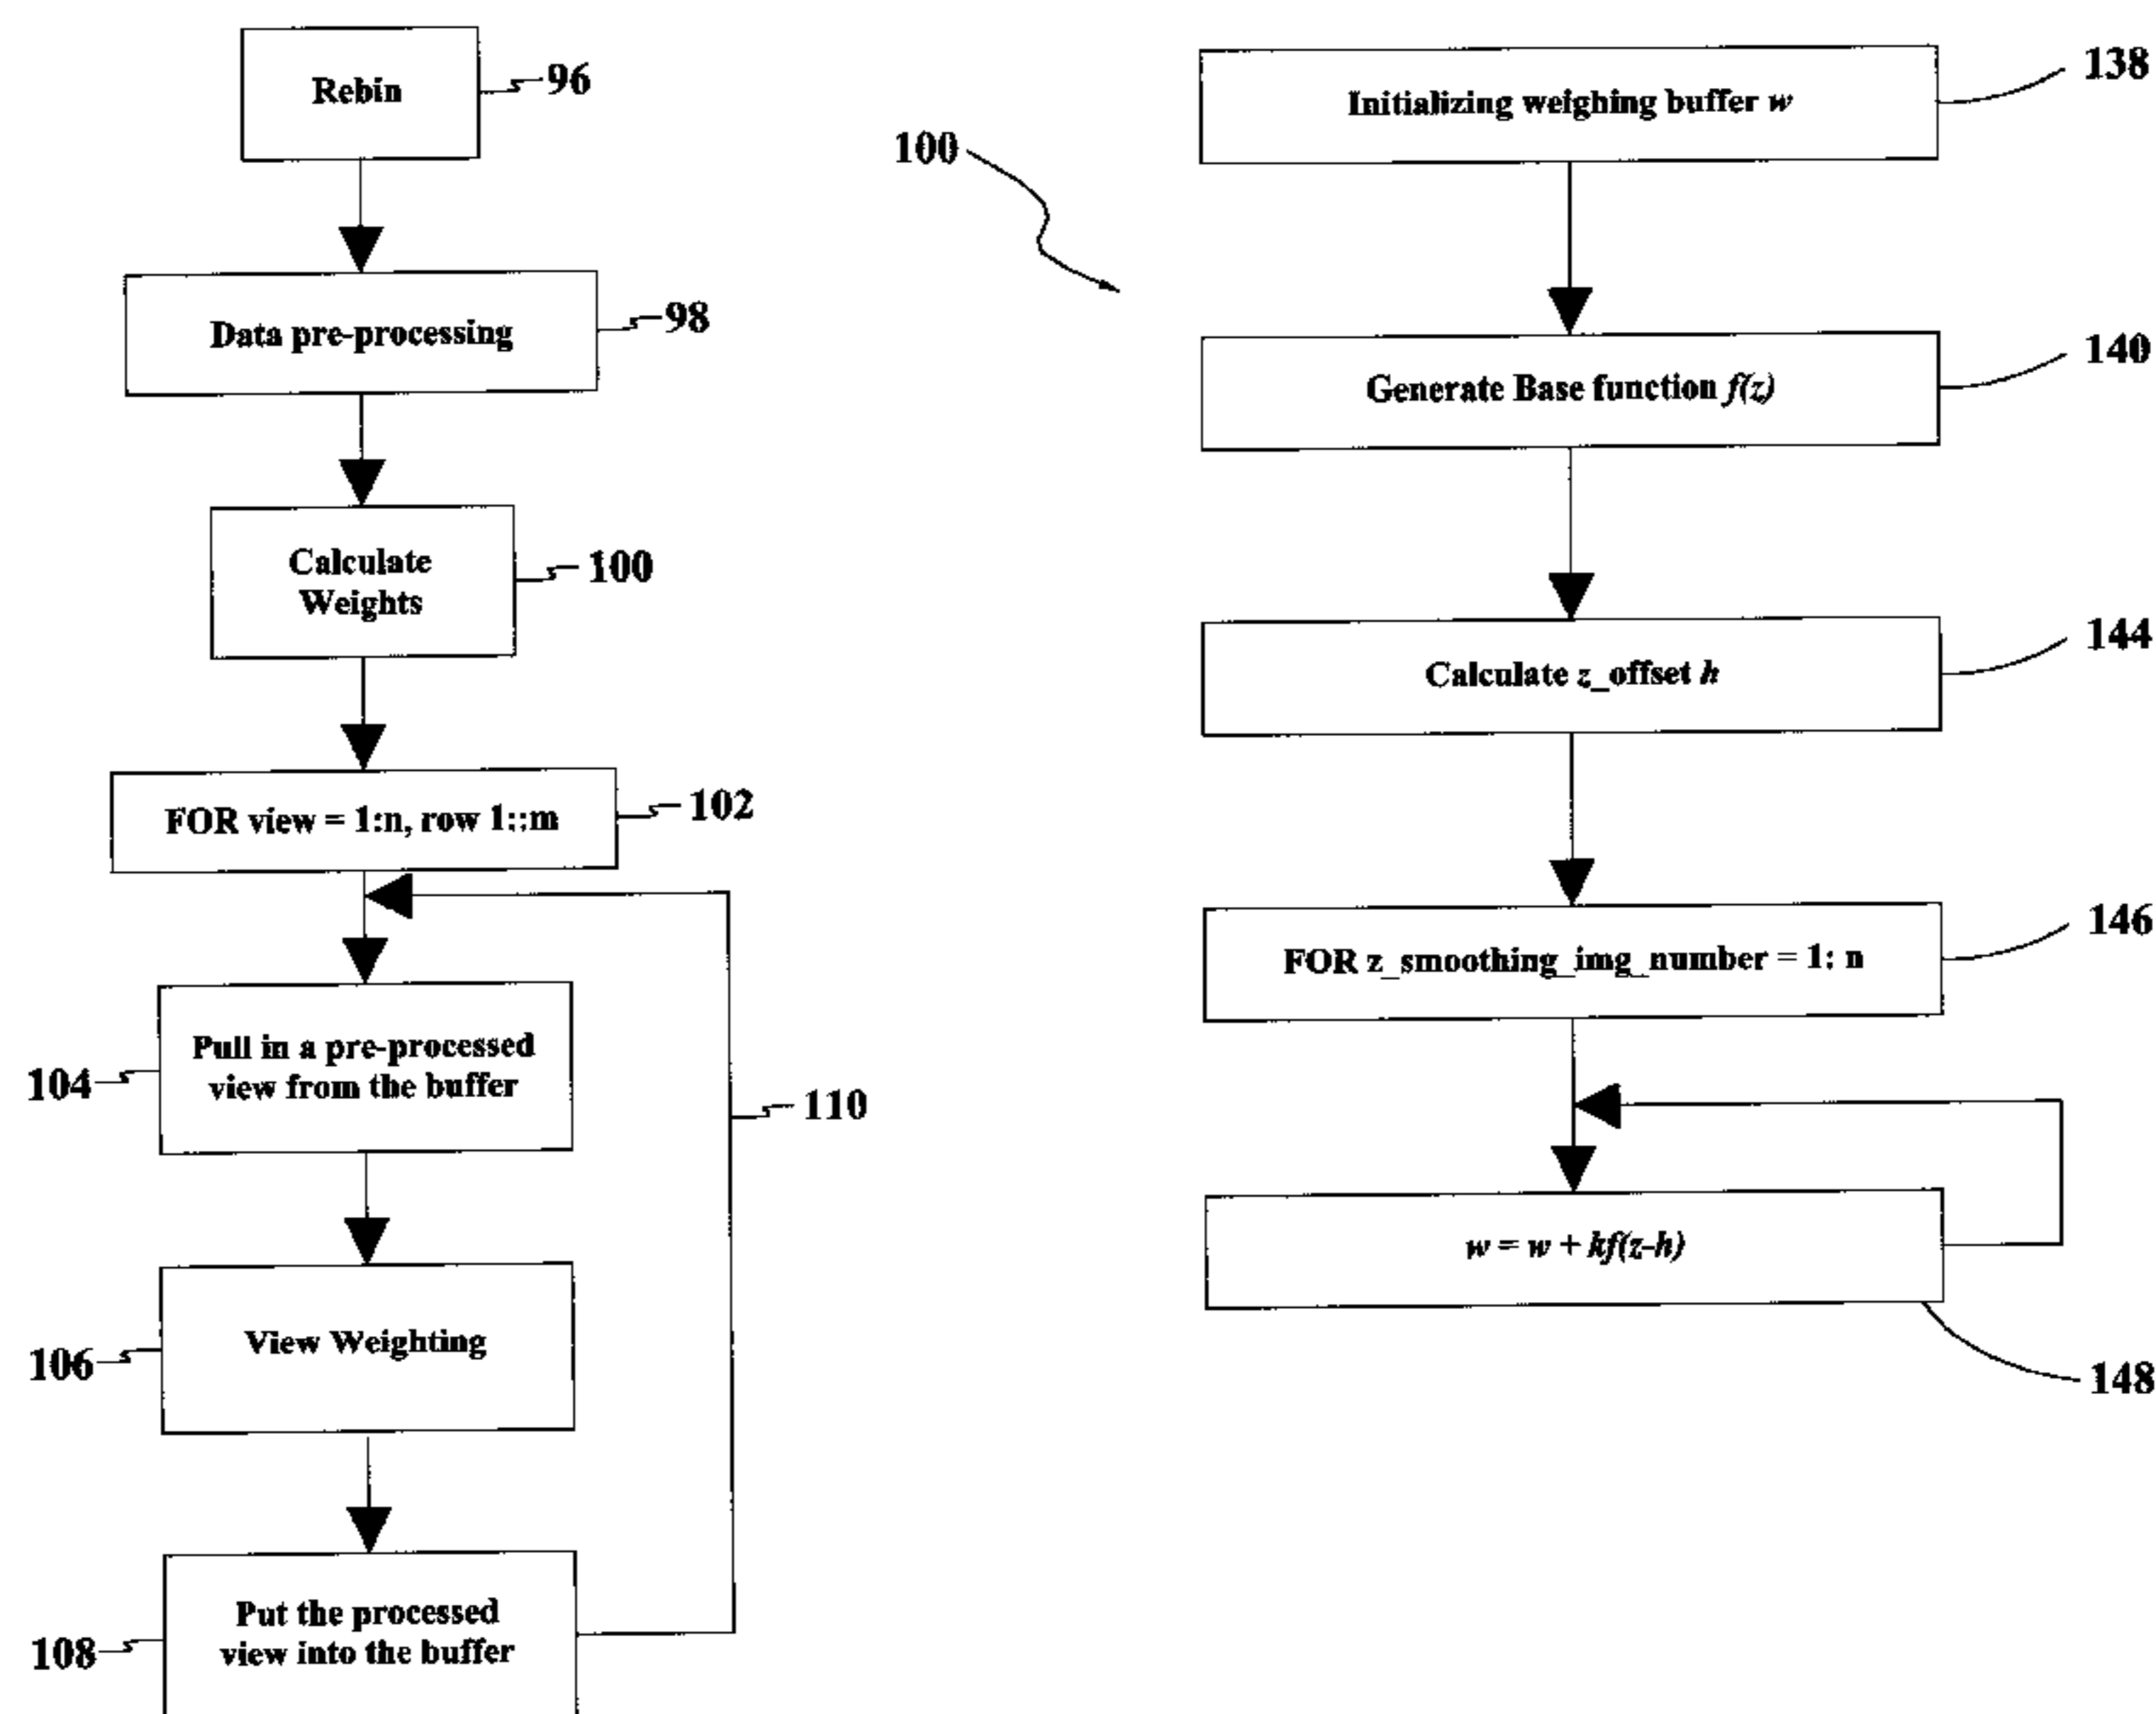 Rebin
96
Data pre-processing
98
Calculate
Weights
100
FOR view = 1:n, row 1:;m
102
Pull in a pre-processed
view from the buffer
104
110
View Weighting
106
Put the processed
view into the buffer
108
100
Initializing weighing buffer w
138
Generate Base function f(z)
140
Calculate z_offset h
144
FOR z_smoothing_img_number = 1: n
146
w = w + kf(z-h)
148